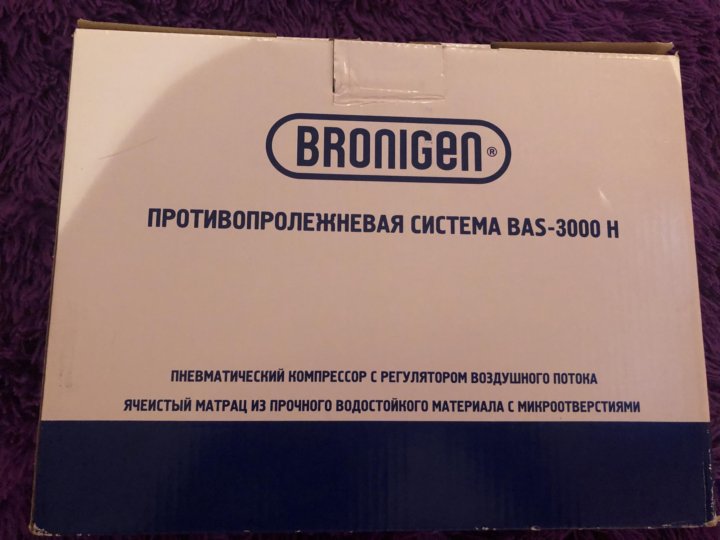 BRONIGEN®
ПРОТИВОПРОЛЕЖНЕВАЯ СИСТЕМА BAS-3000 H
ПНЕВМАТИЧЕСКИЙ КОМПРЕССОР С РЕГУЛЯТОРОМ ВОЗДУШНОГО ПОТОКА
ЯЧЕИСТЫЙ МАТРАЦ ИЗ ПРОЧНОГО ВОДОСТОЙКОГО МАТЕРИАЛА С МИКРООТВЕРСТИЯМИ